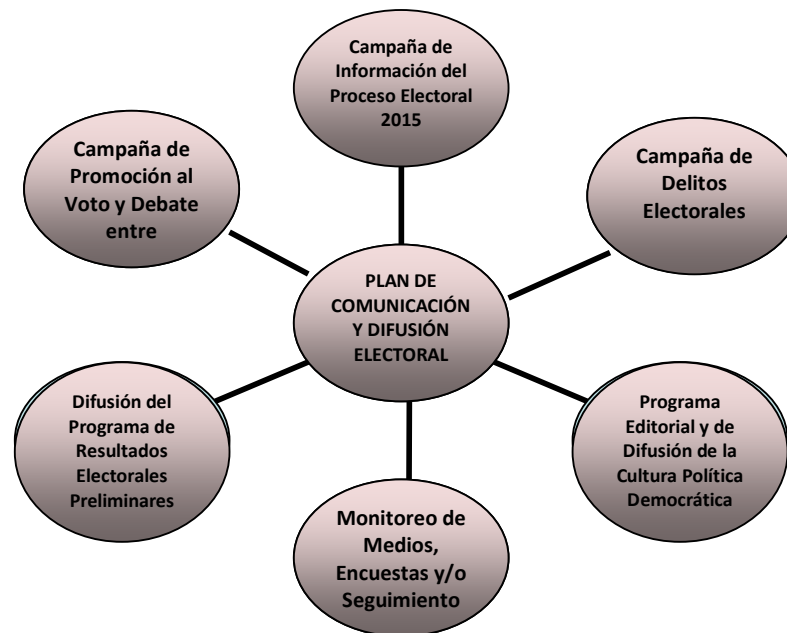 Campaña de
Información del
Proceso Electoral
2015
Campaña de
Promoción al
Voto y Debate
entre
Campaña de
Delitos
Electorales
PLAN DE
COMUNICACIÓN
Y DIFUSIÓN
ELECTORAL
Difusión del
Programa de
Resultados
Electorales
Preliminares
Programa
Editorial y de
Difusión de la
Cultura Política
Democrática
Monitoreo de
Medios,
Encuestas y/o
Seguimiento